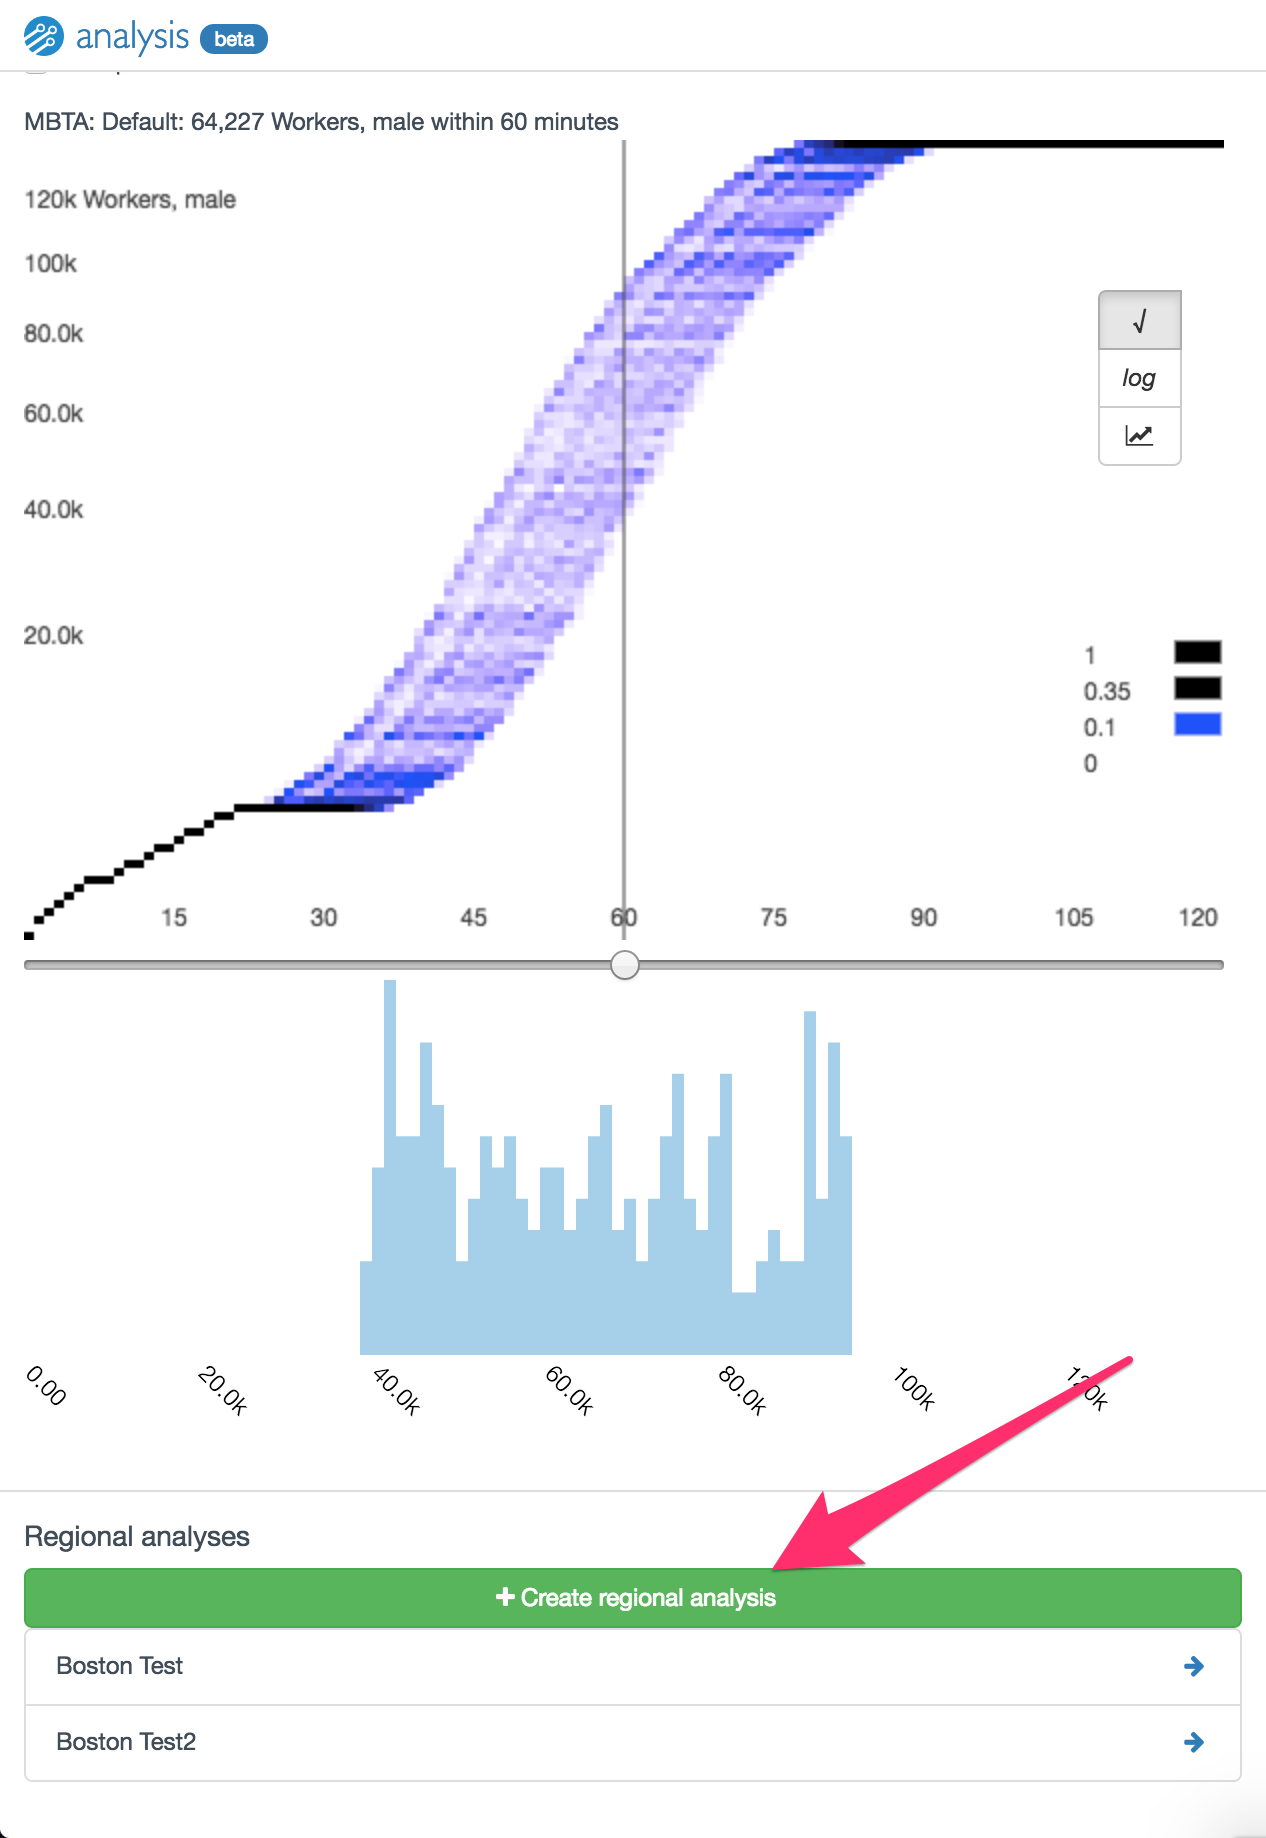 analysis beta
MBTA: Default: 64,227 Workers, male within 60 minutes
120k Workers, male
100k
80.0k
60.0k
40.0k
20.0k
√
log
1
0.35
0.1
0
15 30 45 60 75 90 105 120
0.00 20.0k 40.0k 60.0k 80.0k 100k 120k
Regional analyses
+ Create regional analysis
Boston Test
Boston Test2